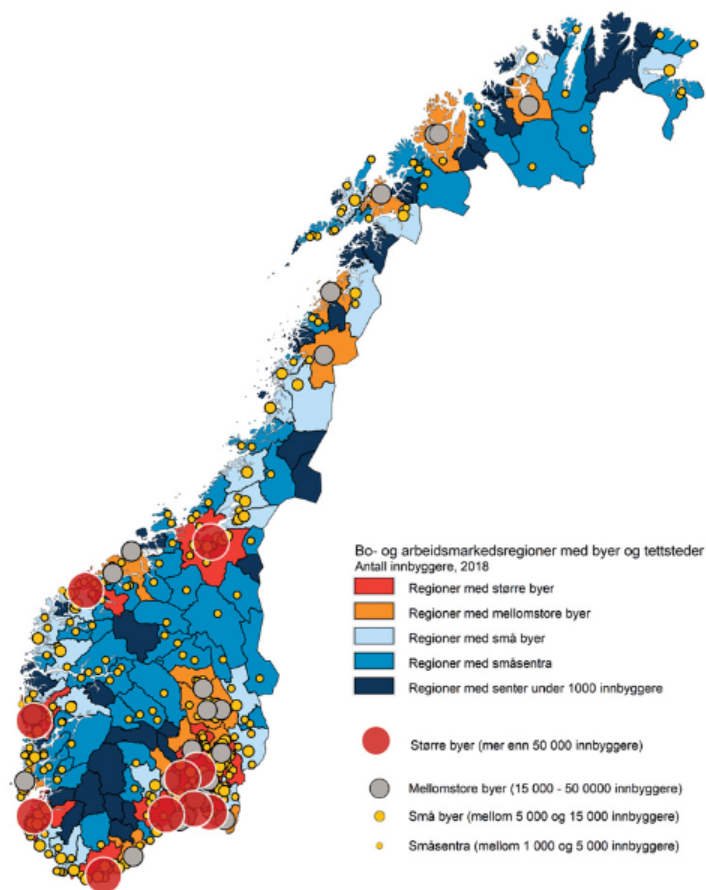 Bo- og arbeidsmarkedsregioner med byer og tettsteder
Antall innbyggere, 2018
Regioner med større byer
Regioner med mellomstore byer
Regioner med små byer
Regioner med småsentra
Regioner med senter under 1000 innbyggere
Større byer (mer enn 50 000 innbyggere)
Mellomstore byer (15 000 - 50 0000 innbyggere)
Små byer (mellom 5 000 og 15 000 innbyggere)
Småsentra (mellom 1 000 og 5 000 innbyggere)